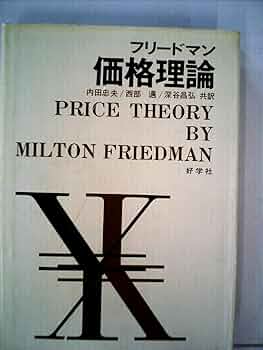 フリードマン
価格理論
内田忠夫/西部 邁/深谷昌弘 共訳
PRICE THEORY
BY
MILTON FRIEDMAN
好学社